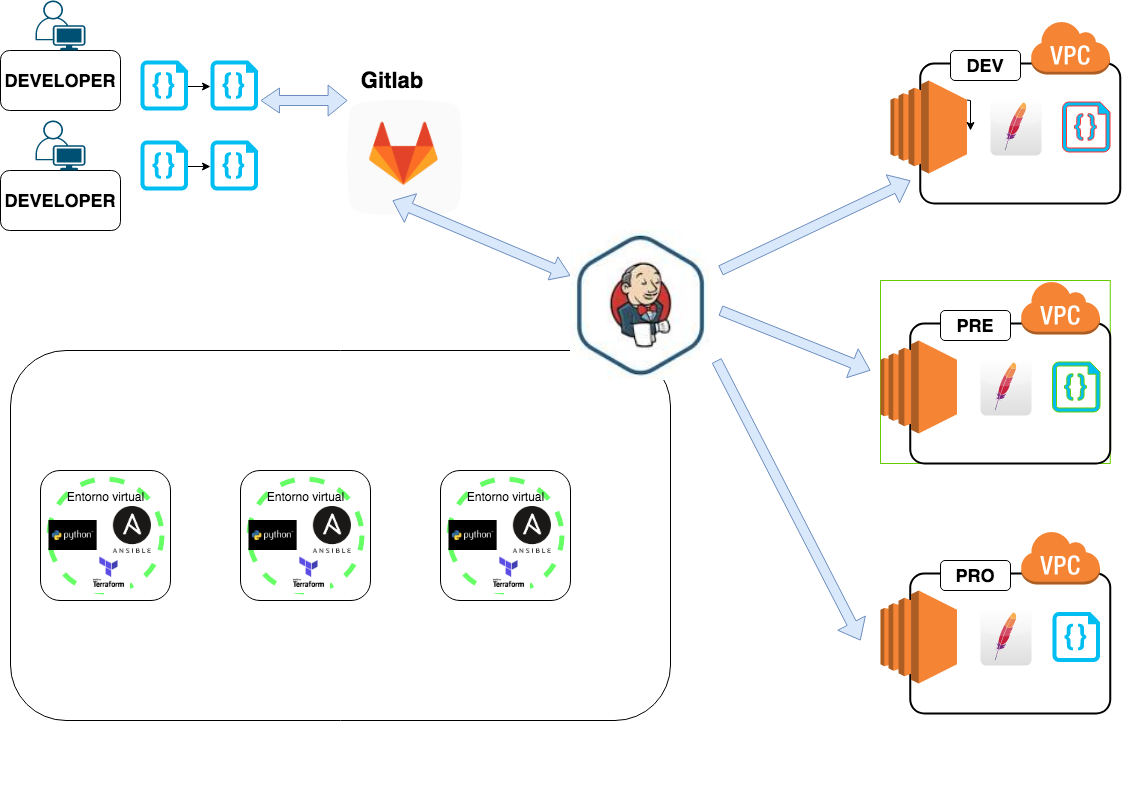 DEVELOPER
Gitlab
DEVELOPER
DEV
VPC
PRE
VPC
Entorno virtual
python
ANSIBLE
Terraform
Entorno virtual
python
ANSIBLE
Terraform
Entorno virtual
python
ANSIBLE
Terraform
PRO
VPC